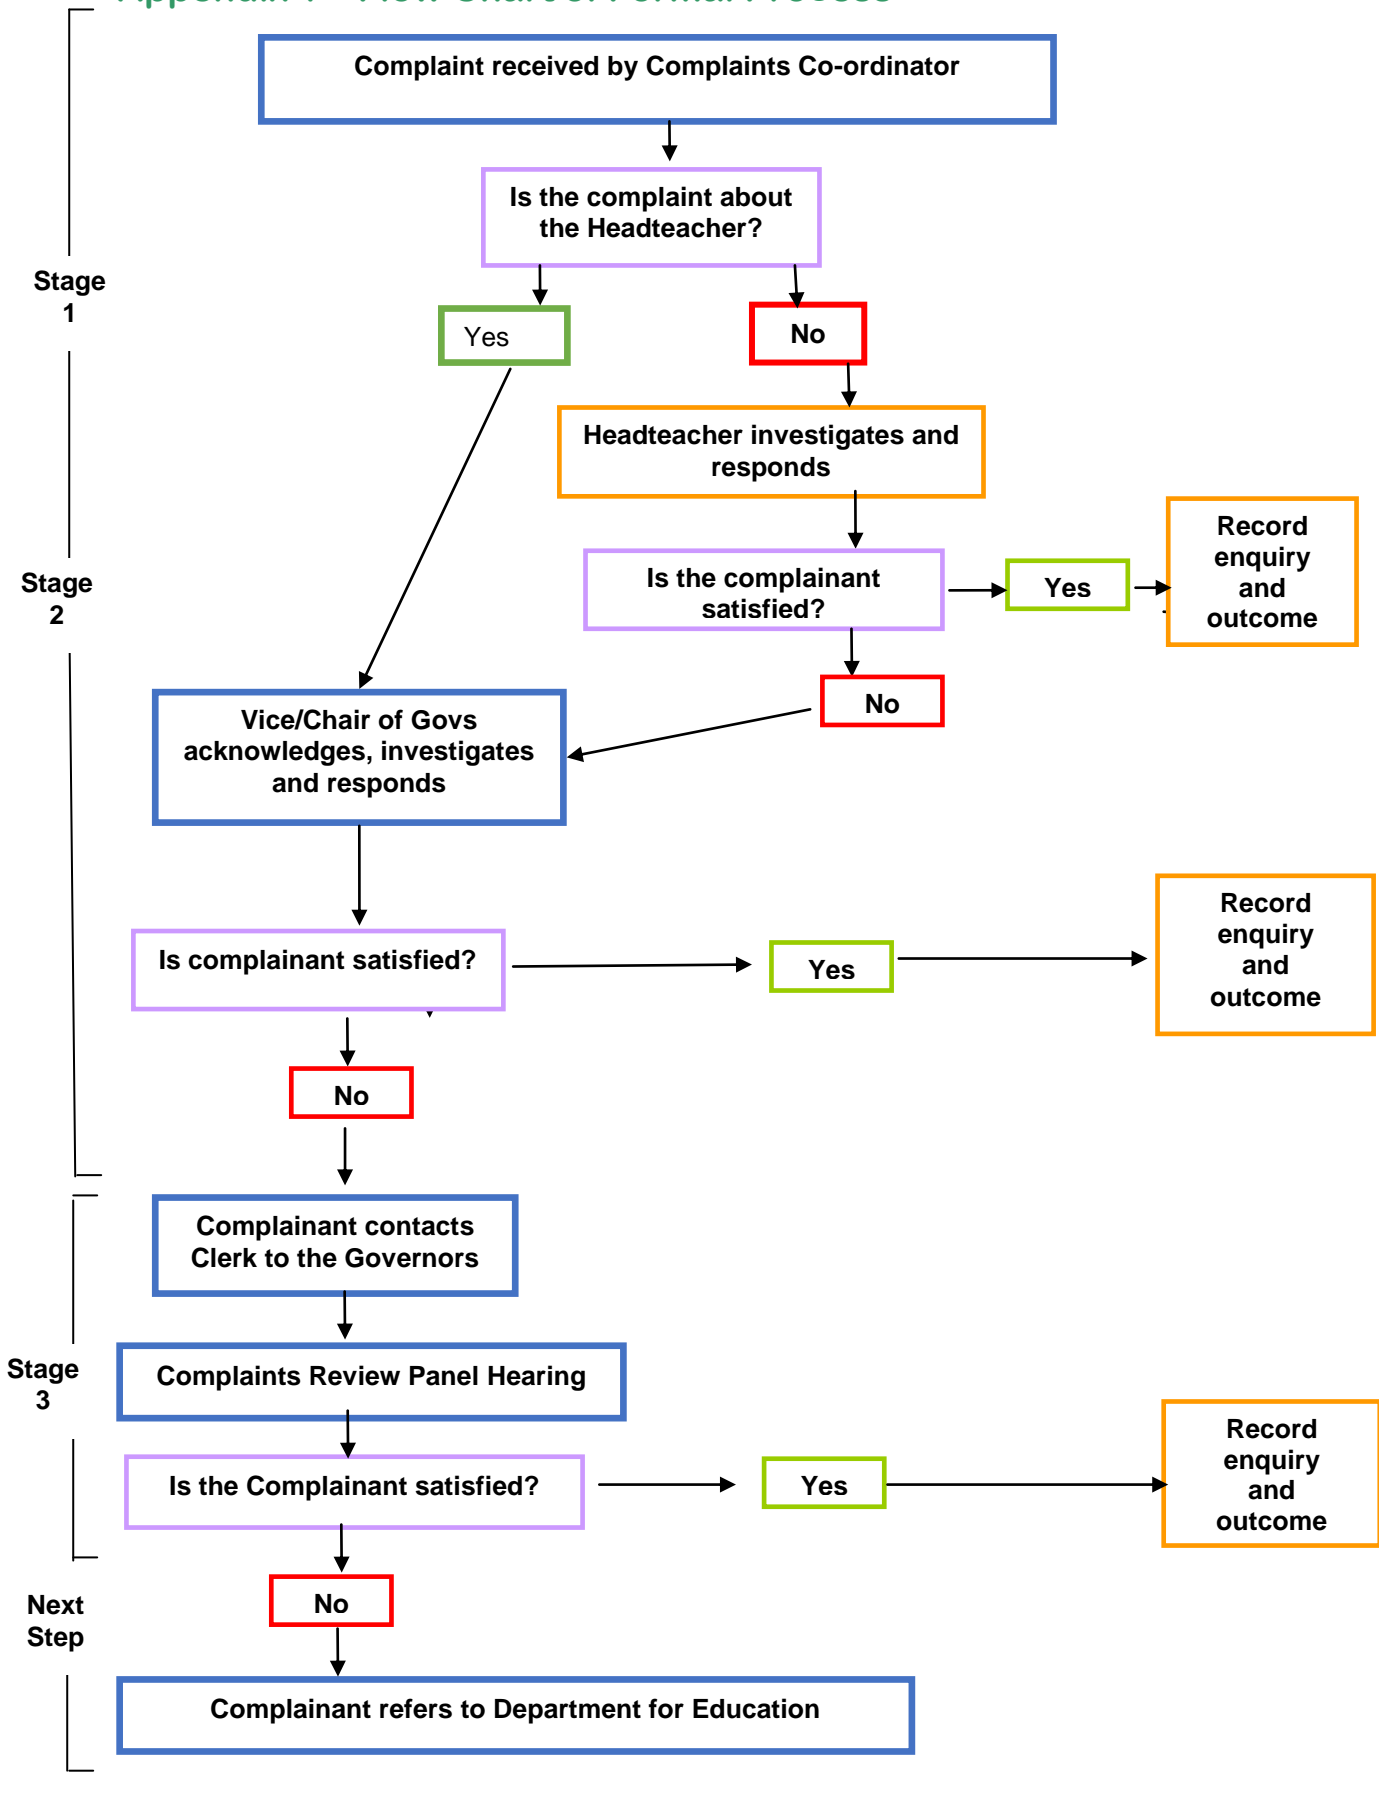 Complaint received by Complaints Co-ordinator
Is the complaint about
the Headteacher?
Stage
1
Yes
No
Headteacher investigates and
responds
Record
enquiry
and
outcome
Is the complainant
satisfied?
Yes
Stage
2
No
Vice/Chair of Govs
acknowledges, investigates
and responds
Record
enquiry
and
outcome
Is complainant satisfied?
Yes
No
Complainant contacts
Clerk to the Governors
Stage
3
Complaints Review Panel Hearing
Record
enquiry
and
outcome
Is the Complainant satisfied?
Yes
Next
Step
No
Complainant refers to Department for Education